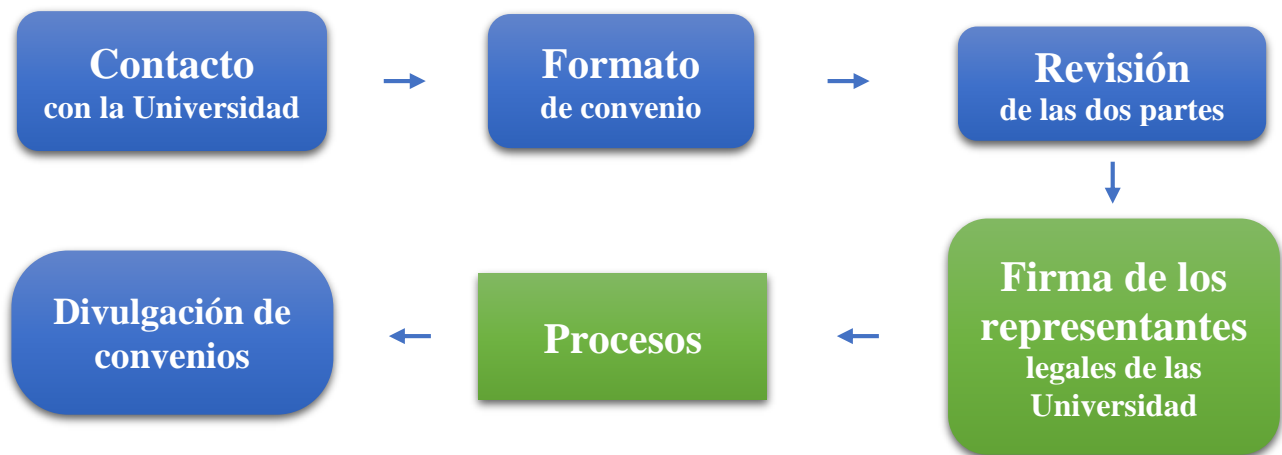 Contacto
con la Universidad
Formato
de convenio
Revisión
de las dos partes
Firma de los
representantes
legales de las
Universidad
Procesos
Divulgación de
convenios